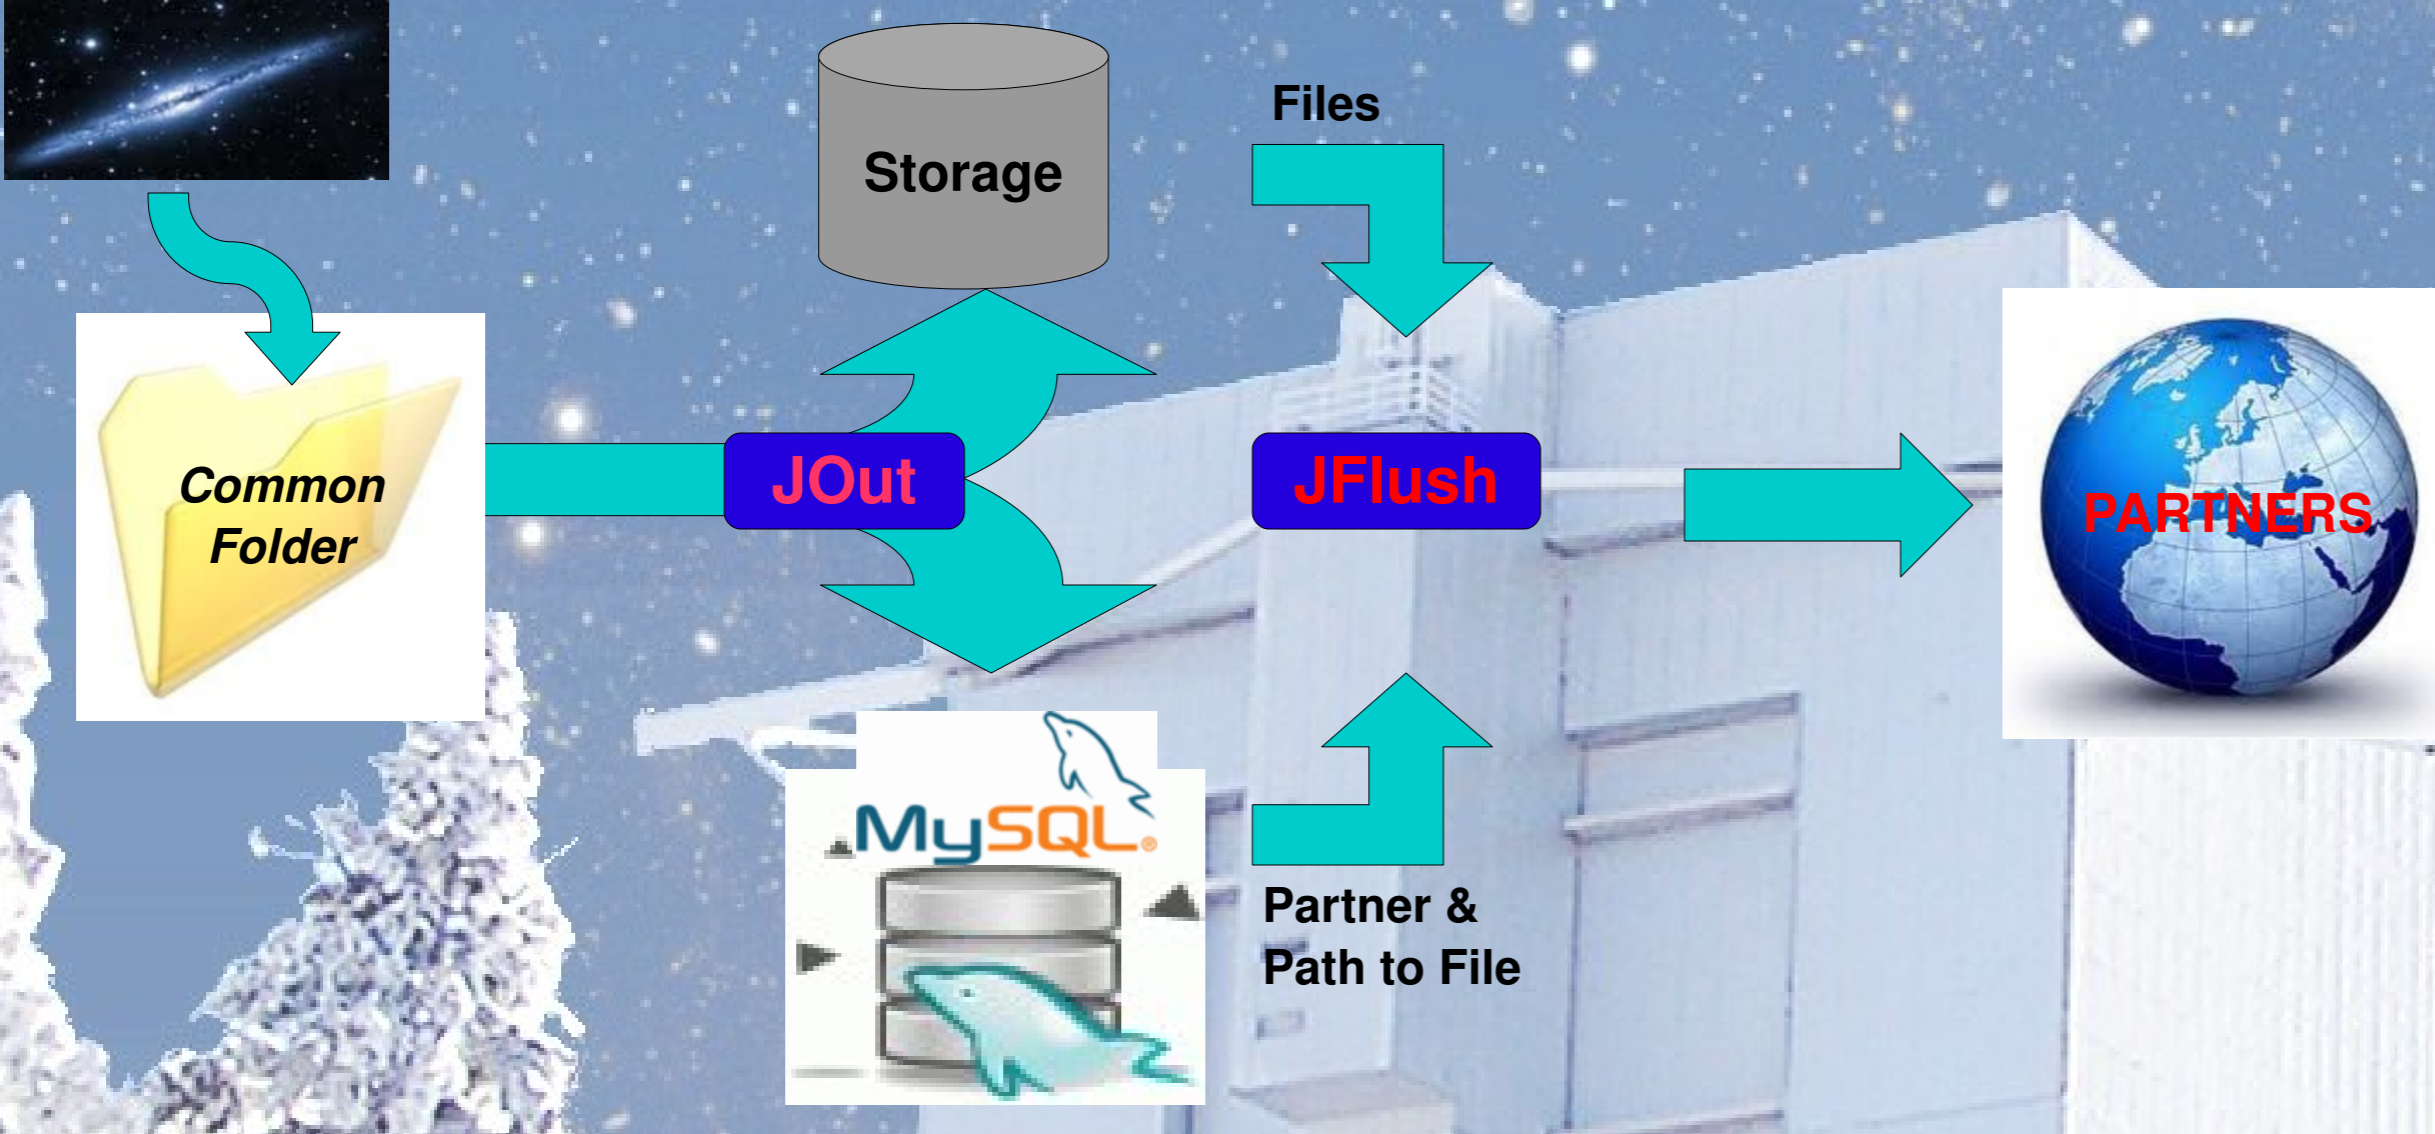 Files
Storage
Common
Folder
JOut
JFlush
PARTNERS
MySQL®
Partner &
Path to File